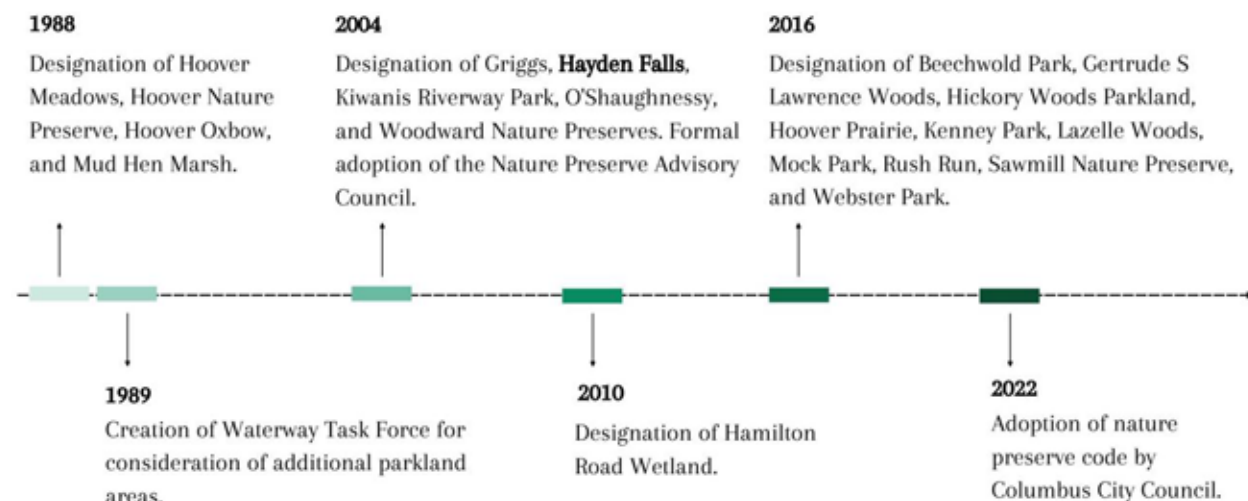 1988
Designation of Hoover
Meadows, Hoover Nature
Preserve, Hoover Oxbow,
and Mud Hen Marsh.
2004
Designation of Griggs, Hayden Falls,
Kiwanis Riverway Park, O'Shaughnessy,
and Woodward Nature Preserves. Formal
adoption of the Nature Preserve Advisory
Council.
2016
Designation of Beechwold Park, Gertrude S
Lawrence Woods, Hickory Woods Parkland,
Hoover Prairie, Kenney Park, Lazelle Woods,
Mock Park, Rush Run, Sawmill Nature Preserve,
and Webster Park.
1989
Creation of Waterway Task Force for
consideration of additional parkland
areas.
2010
Designation of Hamilton
Road Wetland.
2022
Adoption of nature
preserve code by
Columbus City Council.